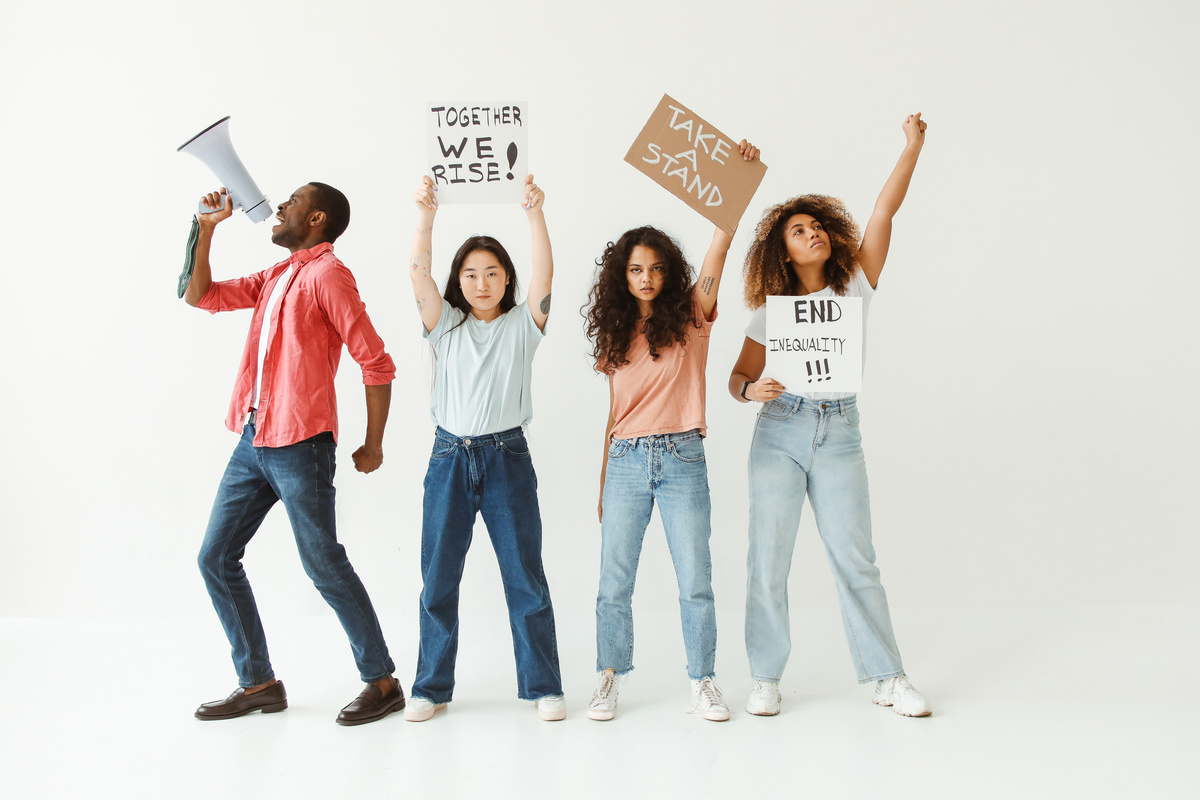 TOGETHER
WE
RISE!
TAKE
A
STAND
END
INEQUALITY
!!!